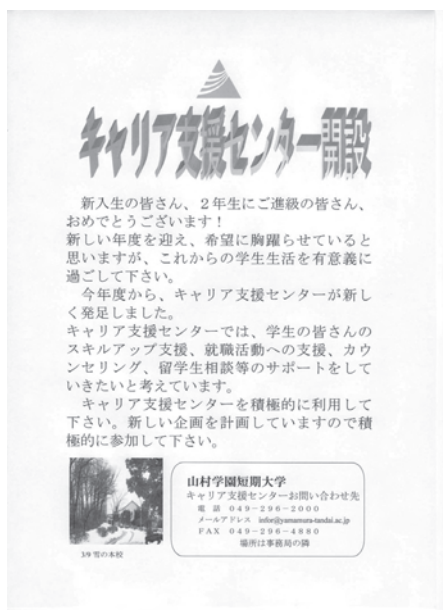 キャリア支援センター開設
新入生の皆さん、２年生にご進級の皆さん、
おめでとうございます！
新しい年度を迎え、希望に胸躍らせていると
思いますが、これからの学生生活を有意義に
過ごして下さい。
今年度から、キャリア支援センターが新し
く発足しました。
キャリア支援センターでは、学生の皆さんの
スキルアップ支援、就職活動への支援、カウ
ンセリング、留学生相談等のサポートをして
いきたいと考えています。
キャリア支援センターを積極的に利用して
下さい。新しい企画を計画していますので積
極的に参加して下さい。
山村学園短期大学
キャリア支援センターお問い合わせ先
電 話 ０４９－２９６－２０００
メールアドレス infor@yamamura-tandai.ac.jp
ＦＡＸ ０４９－２９６－４８８０
場所は事務局の隣
3/9 雪の本校